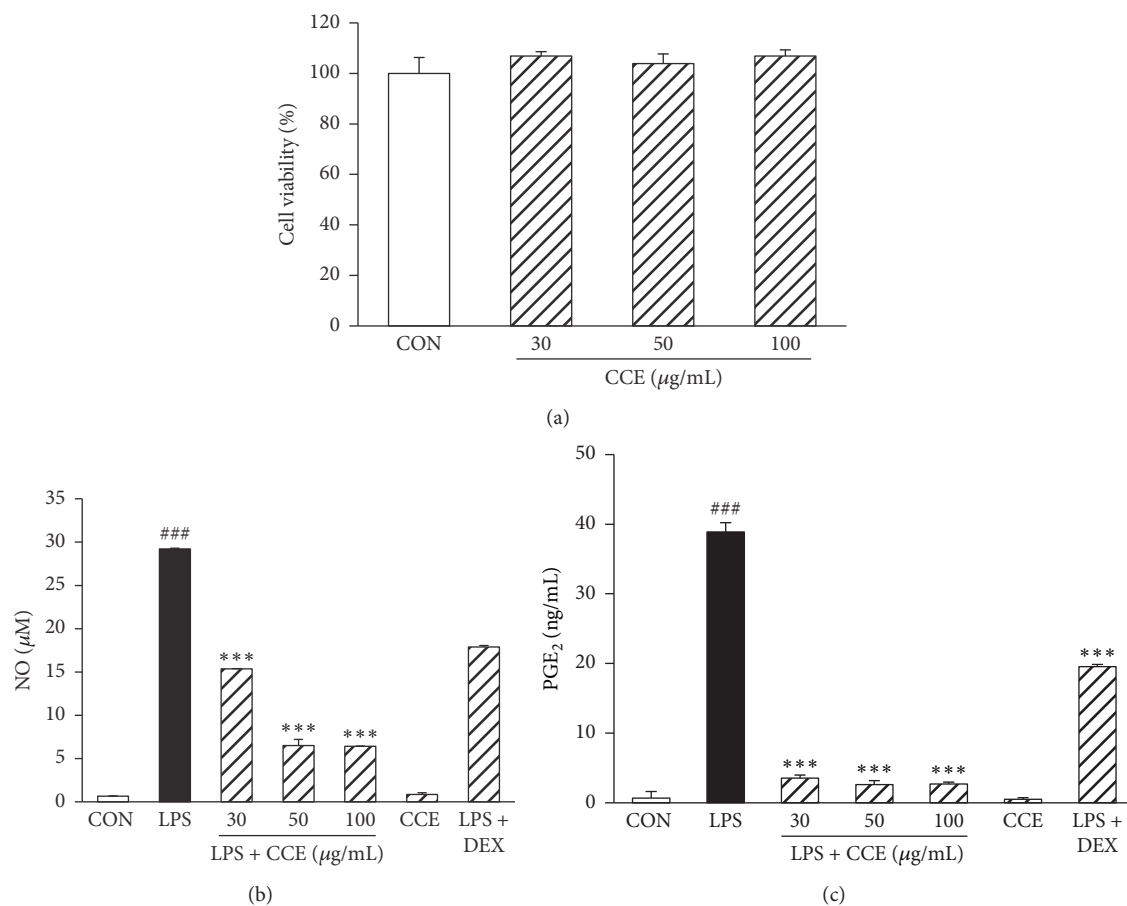 120
100
80
60
40
20
0
Cell viability (%)
CON 30 50 100
CCE (μg/mL)
(a)
35
30
25
20
15
10
5
0
NO (μM)
###
***
*** ***
CON LPS 30 50 100 CCE LPS +
DEX
LPS + CCE (μg/mL)
(b)
50
40
30
20
10
0
PGE₂ (ng/mL)
###
***
*** *** ***
CON LPS 30 50 100 CCE LPS +
DEX
LPS + CCE (μg/mL)
(c)